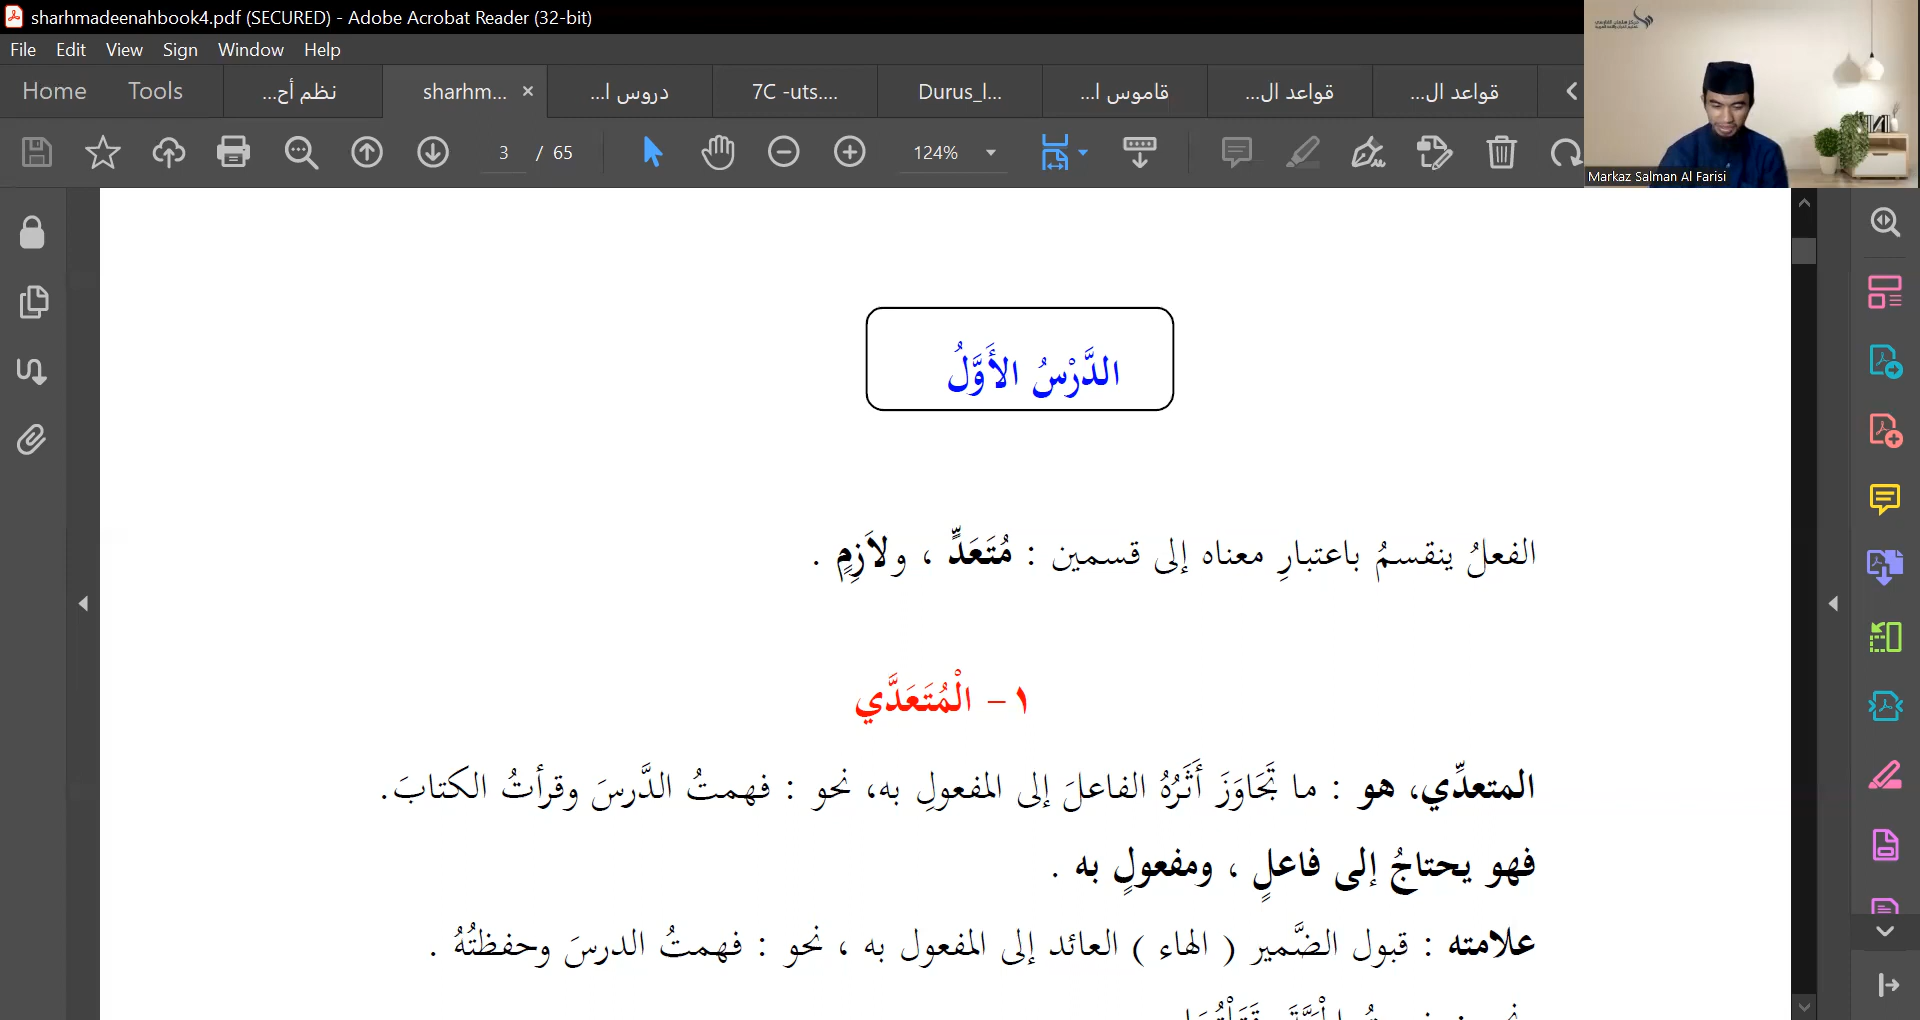 sharhmadeenahbook4.pdf (SECURED) - Adobe Acrobat Reader (32-bit)
File Edit View Sign Window Help
Home Tools نظم أح... sharhm... × دروس ا... 7C -uts.... Durus_l... قاموس ا... قواعد ال... قواعد ال...
3 / 65 124%
Markaz Salman Al Farisi
الدَّرْسُ الأَوَّلُ
الفعلُ ينقسمُ باعتبارِ معناه إلى قسمين : مُتَعَدٍّ ، ولاَزِمٍ .
١ – الْمُتَعَدَّي
المتعدِّي، هو : ما تَجَاوَزَ أَثَرُهُ الفاعلَ إلى المفعولِ به، نحو : فهمتُ الدَّرسَ وقرأتُ الكتابَ.
فهو يحتاجُ إلى فاعلٍ ، ومفعولٍ به .
علامته : قبول الضَّمير ( الهاء ) العائد إلى المفعول به ، نحو : فهمتُ الدرسَ وحفظتُهُ .